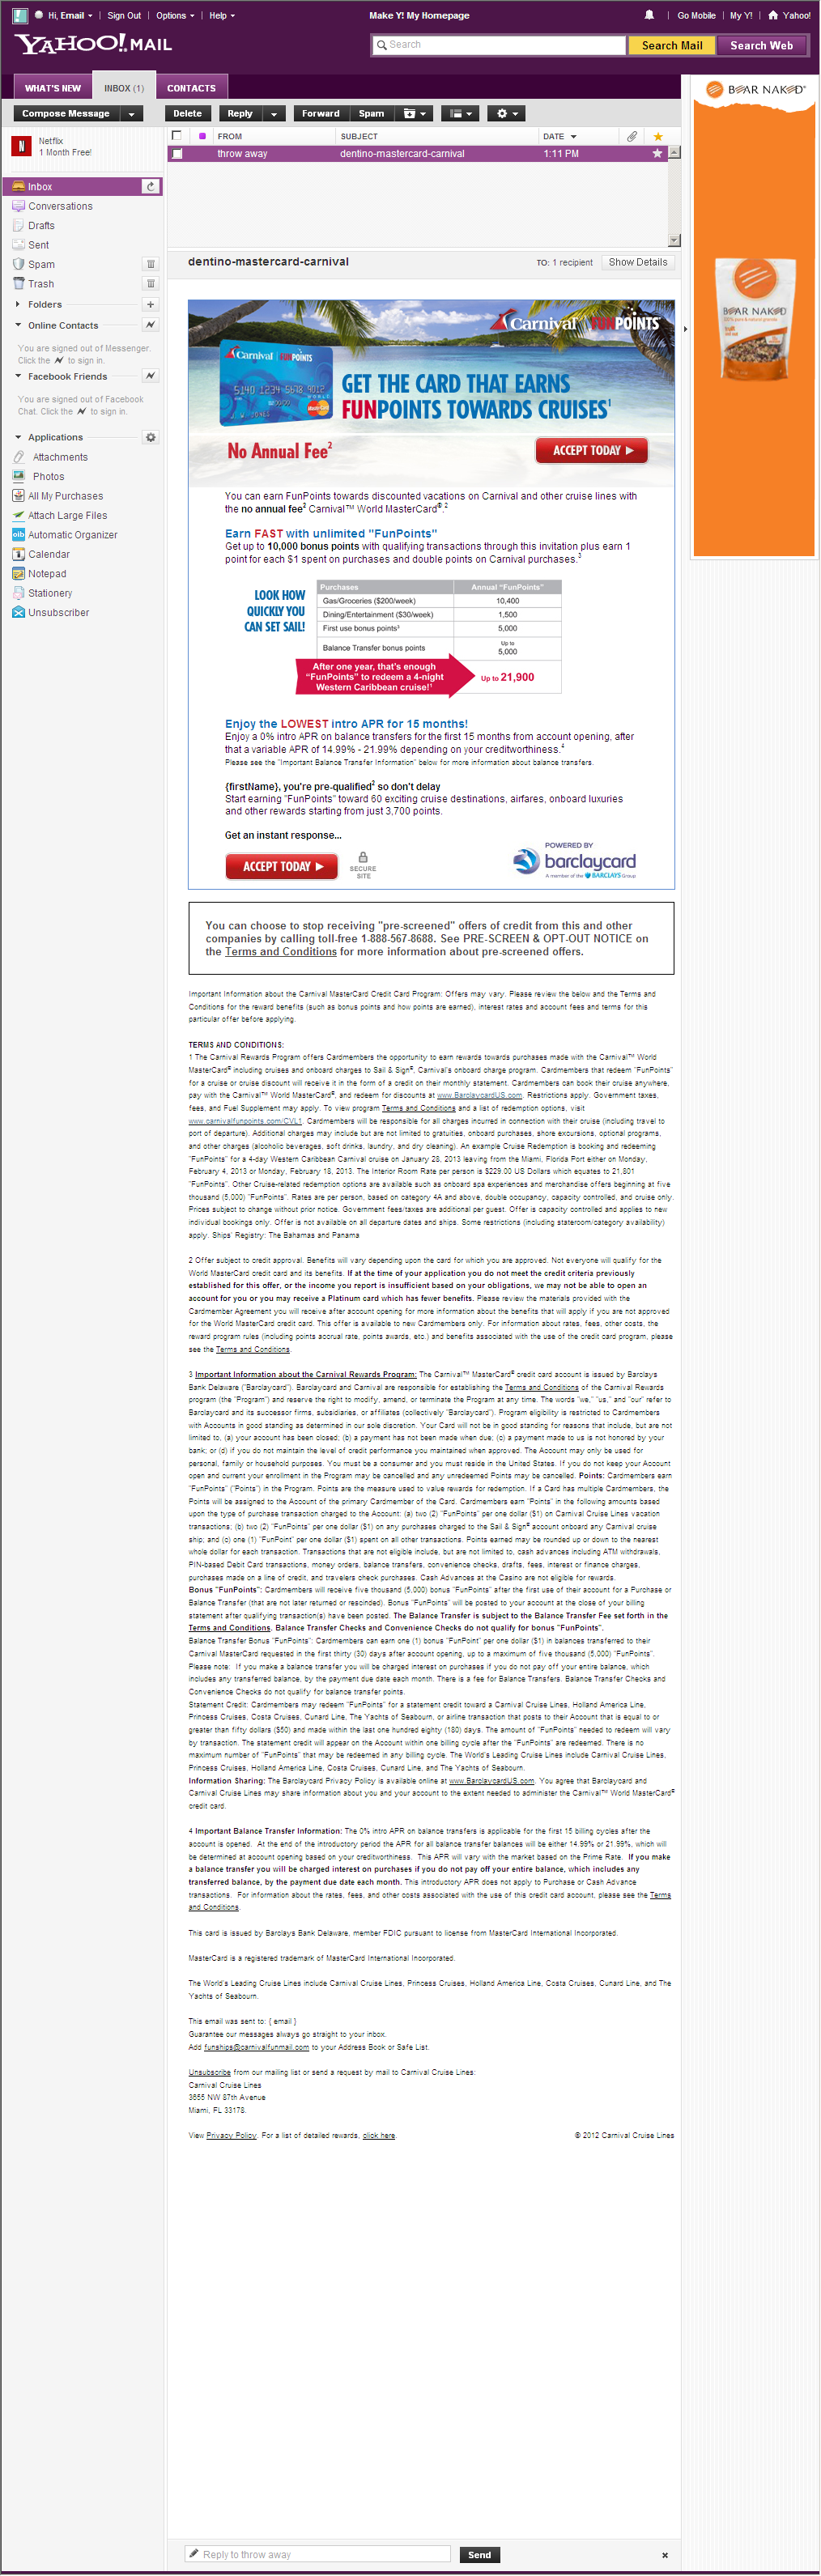 Hi, Email
Sign Out
Options
Help
Make Y! My Homepage
Go Mobile
My Y!
Yahoo!
YAHOO! MAIL
Search
Search Mail
Search Web
WHAT'S NEW
INBOX (1)
CONTACTS
Compose Message
Delete
Reply
Forward
Spam
Netflix
1 Month Free!
Inbox
Conversations
Drafts
Sent
Spam
Trash
Folders
Online Contacts
You are signed out of Messenger.
Click the to sign in.
Facebook Friends
You are signed out of Facebook
Chat. Click the to sign in.
Applications
Attachments
Photos
All My Purchases
Attach Large Files
Automatic Organizer
Calendar
Notepad
Stationery
Unsubscriber
FROM SUBJECT DATE
throw away dentino-mastercard-carnival 1:11 PM
dentino-mastercard-carnival
TO: 1 recipient
Show Details
Carnival FUNPOINTS
Carnival FUNPOINTS
GET THE CARD THAT EARNS
FUNPOINTS TOWARDS CRUISES1
No Annual Fee2
ACCEPT TODAY
You can earn FunPoints towards discounted vacations on Carnival and other cruise lines with
the no annual fee2 Carnival™ World MasterCard®.2
Earn FAST with unlimited "FunPoints"
Get up to 10,000 bonus points with qualifying transactions through this invitation plus earn 1
point for each $1 spent on purchases and double points on Carnival purchases.3
LOOK HOW
QUICKLY YOU
CAN SET SAIL!
Purchases Annual "FunPoints"
Gas/Groceries ($200/week) 10,400
Dining/Entertainment ($30/week) 1,500
First use bonus points3 5,000
Balance Transfer bonus points Up to 5,000
After one year, that's enough
"FunPoints" to redeem a 4-night
Western Caribbean cruise!1
Up to 21,900
Enjoy the LOWEST intro APR for 15 months!
Enjoy a 0% intro APR on balance transfers for the first 15 months from account opening, after
that a variable APR of 14.99% - 21.99% depending on your creditworthiness.4
Please see the "Important Balance Transfer Information" below for more information about balance transfers.
{firstName}, you're pre-qualified2 so don't delay
Start earning "FunPoints" toward 60 exciting cruise destinations, airfares, onboard luxuries
and other rewards starting from just 3,700 points.
Get an instant response...
ACCEPT TODAY
SECURE
SITE
POWERED BY
barclaycard
A member of the BARCLAYS Group
You can choose to stop receiving "pre-screened" offers of credit from this and other
companies by calling toll-free 1-888-567-8688. See PRE-SCREEN & OPT-OUT NOTICE on
the Terms and Conditions for more information about pre-screened offers.
Important Information about the Carnival MasterCard Credit Card Program: Offers may vary. Please review the below and the Terms and
Conditions for the reward benefits (such as bonus points and how points are earned), interest rates and account fees and terms for this
particular offer before applying.
TERMS AND CONDITIONS:
1 The Carnival Rewards Program offers Cardmembers the opportunity to earn rewards towards purchases made with the Carnival™ World
MasterCard® including cruises and onboard charges to Sail & Sign®, Carnival's onboard charge program. Cardmembers that redeem "FunPoints"
for a cruise or cruise discount will receive it in the form of a credit on their monthly statement. Cardmembers can book their cruise anywhere,
pay with the Carnival™ World MasterCard®, and redeem for discounts at www.BarclaycardUS.com. Restrictions apply. Government taxes,
fees, and Fuel Supplement may apply. To view program Terms and Conditions and a list of redemption options, visit
www.carnivalfunpoints.com/CVL1. Cardmembers will be responsible for all charges incurred in connection with their cruise (including travel to
port of departure). Additional charges may include but are not limited to gratuities, onboard purchases, shore excursions, optional programs,
and other charges (alcoholic beverages, soft drinks, laundry, and dry cleaning). An example Cruise Redemption is booking and redeeming
"FunPoints" for a 4-day Western Caribbean Carnival cruise on January 28, 2013 leaving from the Miami, Florida Port either on Monday,
February 4, 2013 or Monday, February 18, 2013. The Interior Room Rate per person is $229.00 US Dollars which equates to 21,801
"FunPoints". Other Cruise-related redemption options are available such as onboard spa experiences and merchandise offers beginning at five
thousand (5,000) "FunPoints". Rates are per person, based on category 4A and above, double occupancy, capacity controlled, and cruise only.
Prices subject to change without prior notice. Government fees/taxes are additional per guest. Offer is capacity controlled and applies to new
individual bookings only. Offer is not available on all departure dates and ships. Some restrictions (including stateroom/category availability)
apply. Ships' Registry: The Bahamas and Panama
2 Offer subject to credit approval. Benefits will vary depending upon the card for which you are approved. Not everyone will qualify for the
World MasterCard credit card and its benefits. If at the time of your application you do not meet the credit criteria previously
established for this offer, or the income you report is insufficient based on your obligations, we may not be able to open an
account for you or you may receive a Platinum card which has fewer benefits. Please review the materials provided with the
Cardmember Agreement you will receive after account opening for more information about the benefits that will apply if you are not approved
for the World MasterCard credit card. This offer is available to new Cardmembers only. For information about rates, fees, other costs, the
reward program rules (including points accrual rate, points awards, etc.) and benefits associated with the use of the credit card program, please
see the Terms and Conditions.
3 Important Information about the Carnival Rewards Program: The Carnival™ MasterCard® credit card account is issued by Barclays
Bank Delaware ("Barclaycard"). Barclaycard and Carnival are responsible for establishing the Terms and Conditions of the Carnival Rewards
program (the "Program") and reserve the right to modify, amend, or terminate the Program at any time. The words "we," "us," and "our" refer to
Barclaycard and its successor firms, subsidiaries, or affiliates (collectively "Barclaycard"). Program eligibility is restricted to Cardmembers
with Accounts in good standing as determined in our sole discretion. Your Card will not be in good standing for reasons that include, but are not
limited to, (a) your account has been closed; (b) a payment has not been made when due; (c) a payment made to us is not honored by your
bank; or (d) if you do not maintain the level of credit performance you maintained when approved. The Account may only be used for
personal, family or household purposes. You must be a consumer and you must reside in the United States. If you do not keep your Account
open and current your enrollment in the Program may be cancelled and any unredeemed Points may be cancelled. Points: Cardmembers earn
"FunPoints" ("Points") in the Program. Points are the measure used to value rewards for redemption. If a Card has multiple Cardmembers, the
Points will be assigned to the Account of the primary Cardmember of the Card. Cardmembers earn "Points" in the following amounts based
upon the type of purchase transaction charged to the Account: (a) two (2) "FunPoints" per one dollar ($1) on Carnival Cruise Lines vacation
transactions; (b) two (2) "FunPoints" per one dollar ($1) on any purchases charged to the Sail & Sign® account onboard any Carnival cruise
ship; and (c) one (1) "FunPoint" per one dollar ($1) spent on all other transactions. Points earned may be rounded up or down to the nearest
whole dollar for each transaction. Transactions that are not eligible include, but are not limited to, cash advances including ATM withdrawals,
PIN-based Debit Card transactions, money orders, balance transfers, convenience checks, drafts, fees, interest or finance charges,
purchases made on a line of credit, and travelers check purchases. Cash Advances at the Casino are not eligible for rewards.
Bonus "FunPoints": Cardmembers will receive five thousand (5,000) bonus "FunPoints" after the first use of their account for a Purchase or
Balance Transfer (that are not later returned or rescinded). Bonus "FunPoints" will be posted to your account at the close of your billing
statement after qualifying transaction(s) have been posted. The Balance Transfer is subject to the Balance Transfer Fee set forth in the
Terms and Conditions. Balance Transfer Checks and Convenience Checks do not qualify for bonus "FunPoints".
Balance Transfer Bonus "FunPoints": Cardmembers can earn one (1) bonus "FunPoint" per one dollar ($1) in balances transferred to their
Carnival MasterCard requested in the first thirty (30) days after account opening, up to a maximum of five thousand (5,000) "FunPoints".
Please note: If you make a balance transfer you will be charged interest on purchases if you do not pay off your entire balance, which
includes any transferred balance, by the payment due date each month. There is a fee for Balance Transfers. Balance Transfer Checks and
Convenience Checks do not qualify for balance transfer points.
Statement Credit: Cardmembers may redeem "FunPoints" for a statement credit toward a Carnival Cruise Lines, Holland America Line,
Princess Cruises, Costa Cruises, Cunard Line, The Yachts of Seabourn, or airline transaction that posts to their Account that is equal to or
greater than fifty dollars ($50) and made within the last one hundred eighty (180) days. The amount of "FunPoints" needed to redeem will vary
by transaction. The statement credit will appear on the Account within one billing cycle after the "FunPoints" are redeemed. There is no
maximum number of "FunPoints" that may be redeemed in any billing cycle. The World's Leading Cruise Lines include Carnival Cruise Lines,
Princess Cruises, Holland America Line, Costa Cruises, Cunard Line, and The Yachts of Seabourn.
Information Sharing: The Barclaycard Privacy Policy is available online at www.BarclaycardUS.com. You agree that Barclaycard and
Carnival Cruise Lines may share information about you and your account to the extent needed to administer the Carnival™ World MasterCard®
credit card.
4 Important Balance Transfer Information: The 0% intro APR on balance transfers is applicable for the first 15 billing cycles after the
account is opened. At the end of the introductory period the APR for all balance transfer balances will be either 14.99% or 21.99%, which will
be determined at account opening based on your creditworthiness. This APR will vary with the market based on the Prime Rate. If you make
a balance transfer you will be charged interest on purchases if you do not pay off your entire balance, which includes any
transferred balance, by the payment due date each month. This introductory APR does not apply to Purchase or Cash Advance
transactions. For information about the rates, fees, and other costs associated with the use of this credit card account, please see the Terms
and Conditions.
This card is issued by Barclays Bank Delaware, member FDIC pursuant to license from MasterCard International Incorporated.
MasterCard is a registered trademark of MasterCard International Incorporated.
The World's Leading Cruise Lines include Carnival Cruise Lines, Princess Cruises, Holland America Line, Costa Cruises, Cunard Line, and The
Yachts of Seabourn.
This email was sent to: { email }
Guarantee our messages always go straight to your inbox.
Add funships@carnivalfunmail.com to your Address Book or Safe List.
Unsubscribe from our mailing list or send a request by mail to Carnival Cruise Lines:
Carnival Cruise Lines
3655 NW 87th Avenue
Miami, FL 33178.
View Privacy Policy. For a list of detailed rewards, click here.
© 2012 Carnival Cruise Lines
Reply to throw away
Send
BEAR NAKED
BEAR NAKED